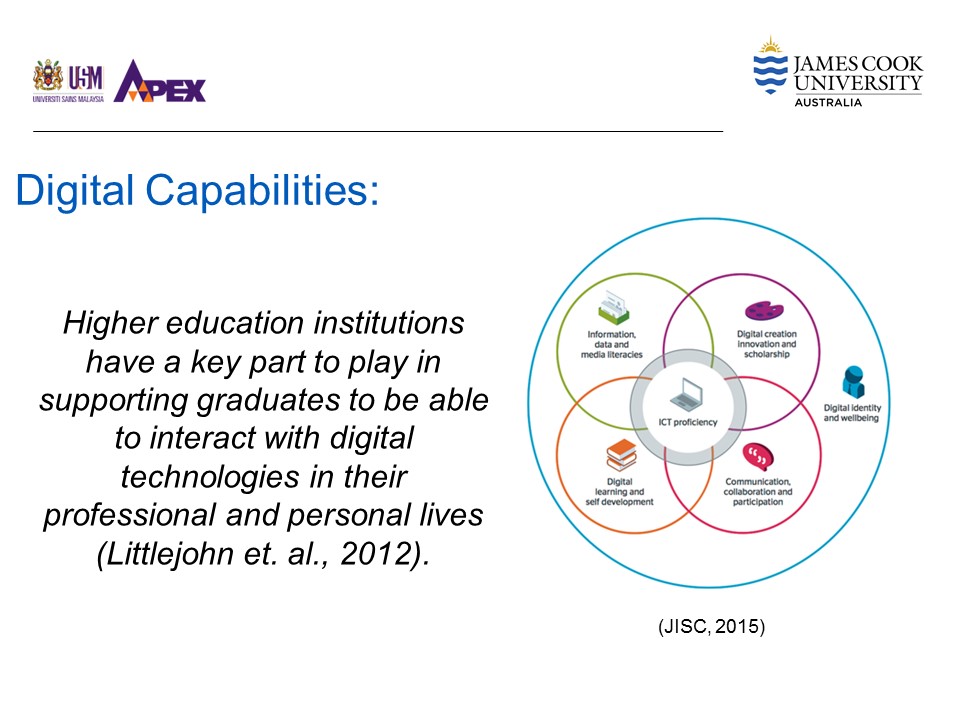 USM
UNIVERSITI SAINS MALAYSIA
APEX
JAMES COOK
UNIVERSITY
AUSTRALIA
Digital Capabilities:
Higher education institutions
have a key part to play in
supporting graduates to be able
to interact with digital
technologies in their
professional and personal lives
(Littlejohn et. al., 2012).
Information,
data and
media literacies
Digital creation
innovation and
scholarship
ICT proficiency
Digital identity
and wellbeing
Digital
learning and
self development
Communication,
collaboration and
participation
(JISC, 2015)